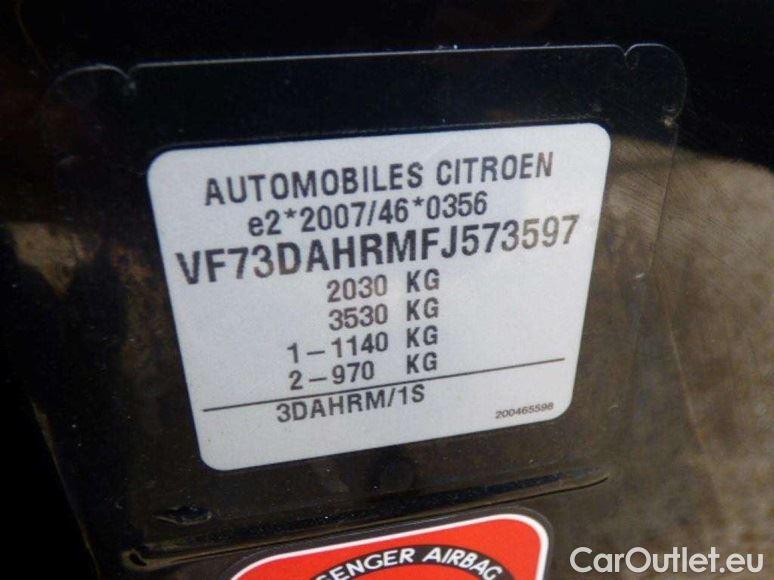 AUTOMOBILES CITROEN
e2*2007/46*0356
VF73DAHRMFJ573597
2030 KG
3530 KG
1-1140 KG
2-970 KG
3DAHRM/1S
200465598
AIRBAG
CarOutlet.eu